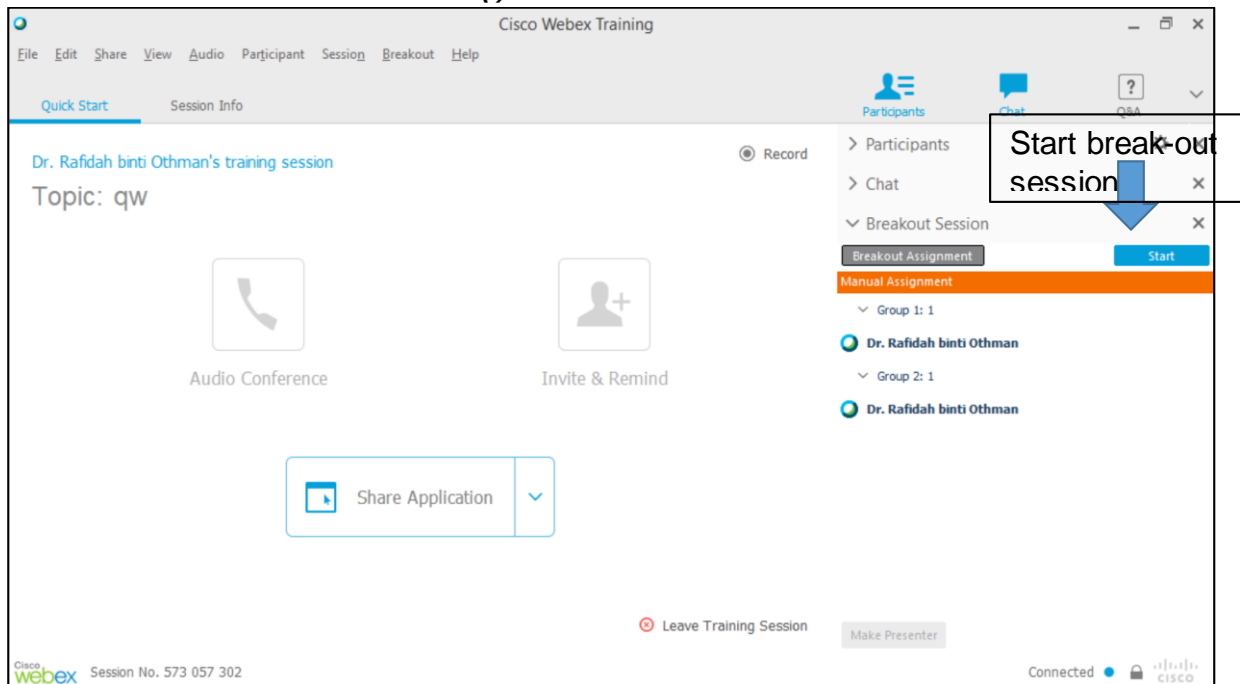 Cisco Webex Training
File Edit Share View Audio Participant Session Breakout Help
Quick Start Session Info
Participants Chat Q&A
Dr. Rafidah binti Othman's training session
Record
Topic: qw
Participants
Chat
Start break-out
session
Breakout Session
Breakout Assignment Start
Manual Assignment
Group 1: 1
Dr. Rafidah binti Othman
Group 2: 1
Dr. Rafidah binti Othman
Audio Conference Invite & Remind
Share Application
Leave Training Session
Make Presenter
Cisco
webex Session No. 573 057 302
Connected
CISCO